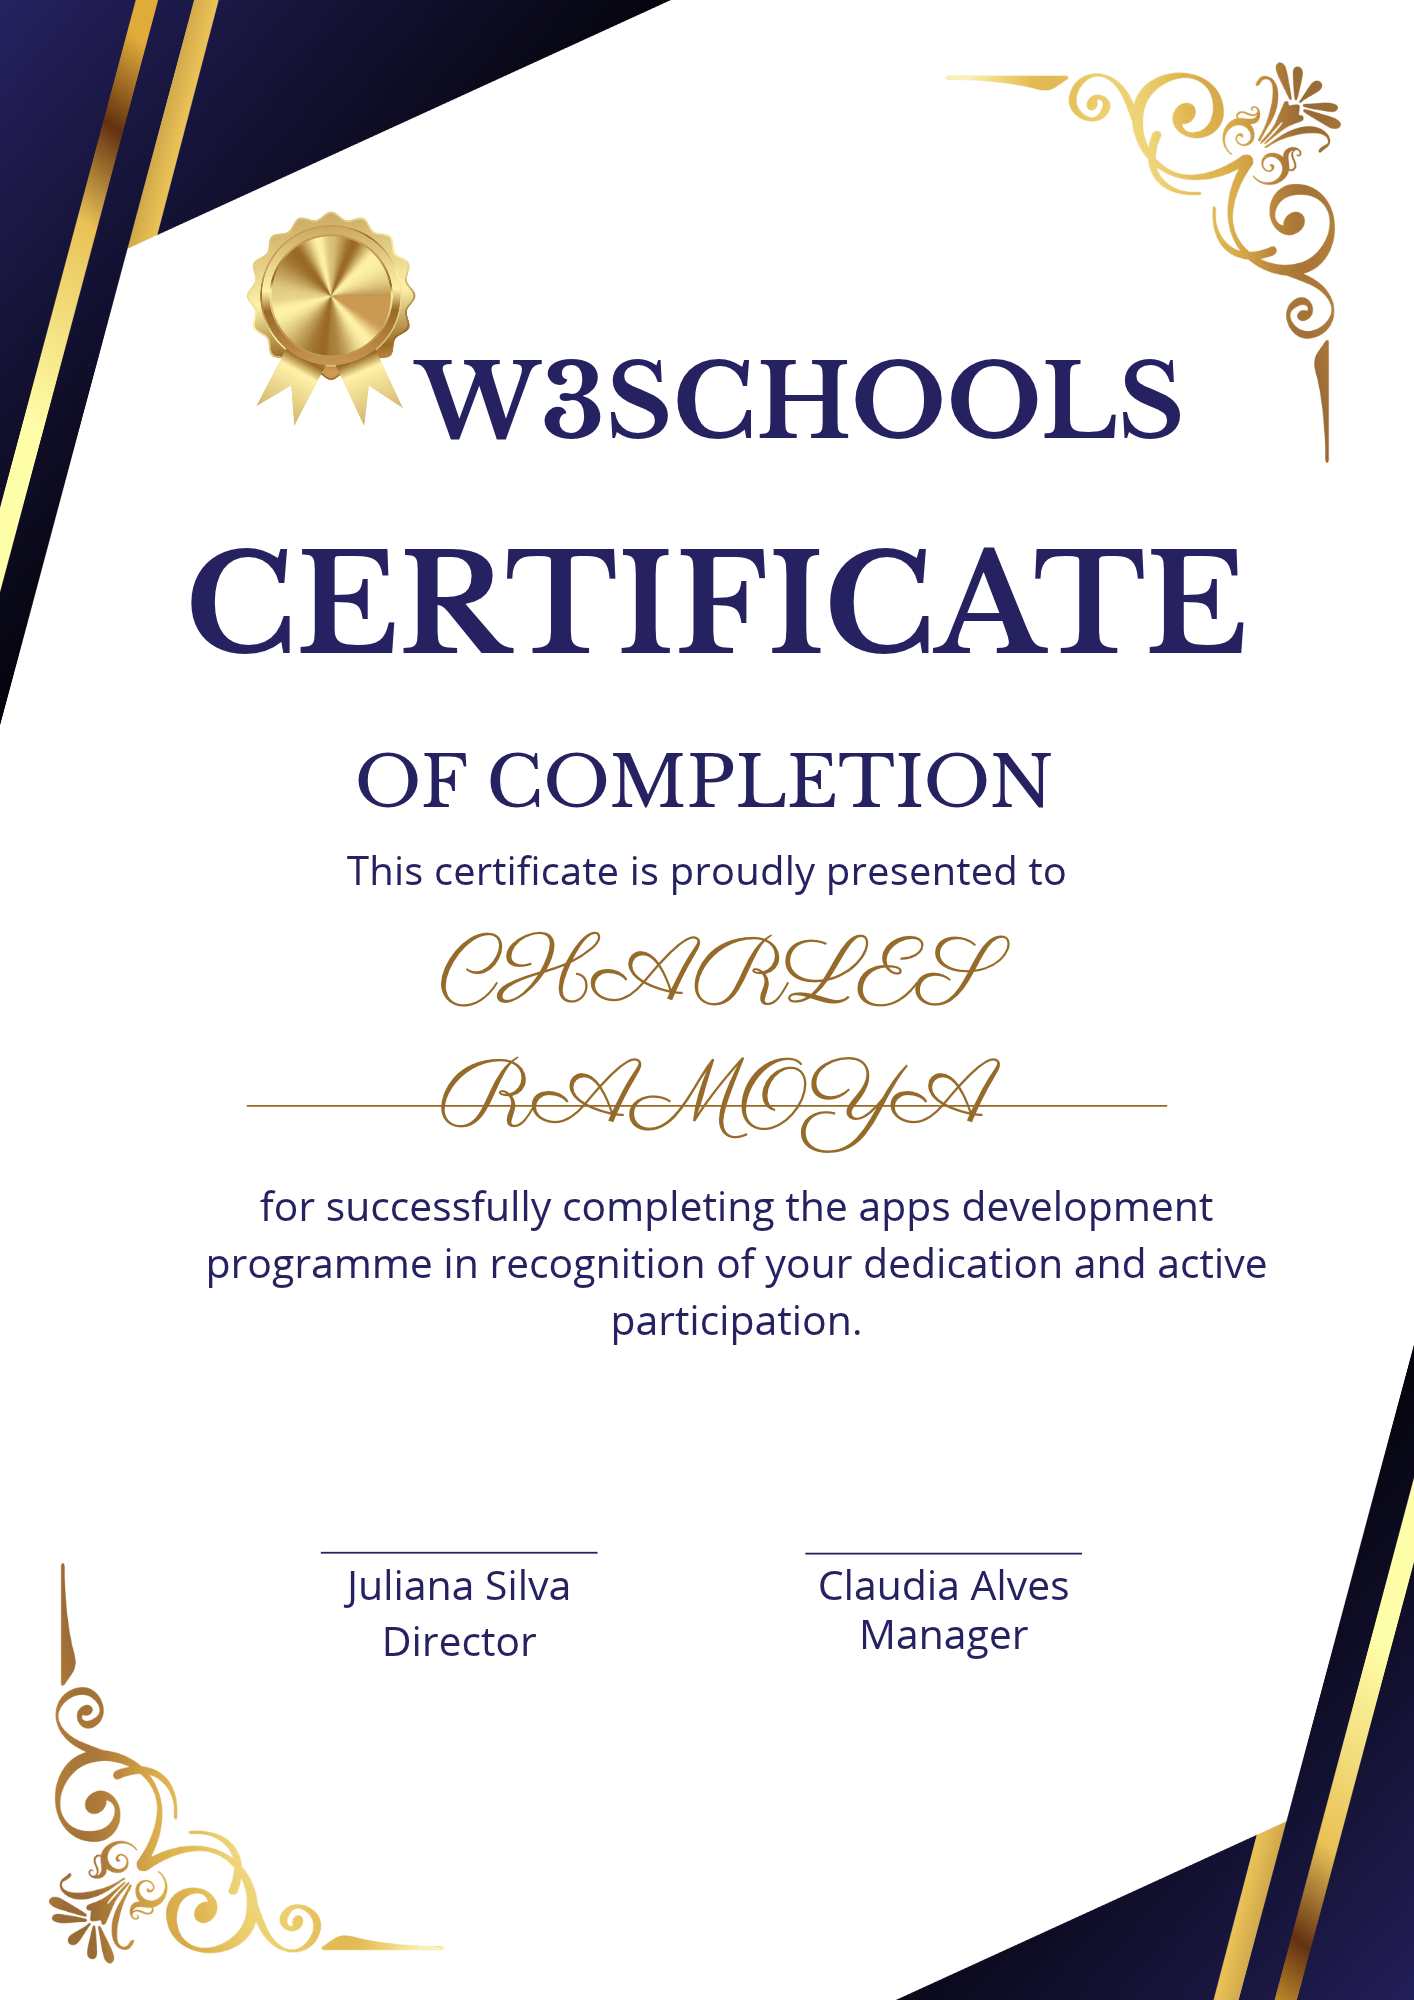 W3SCHOOLS
CERTIFICATE
OF COMPLETION
This certificate is proudly presented to
CHARLES
RAMOYA
for successfully completing the apps development
programme in recognition of your dedication and active
participation.
Juliana Silva
Director
Claudia Alves
Manager